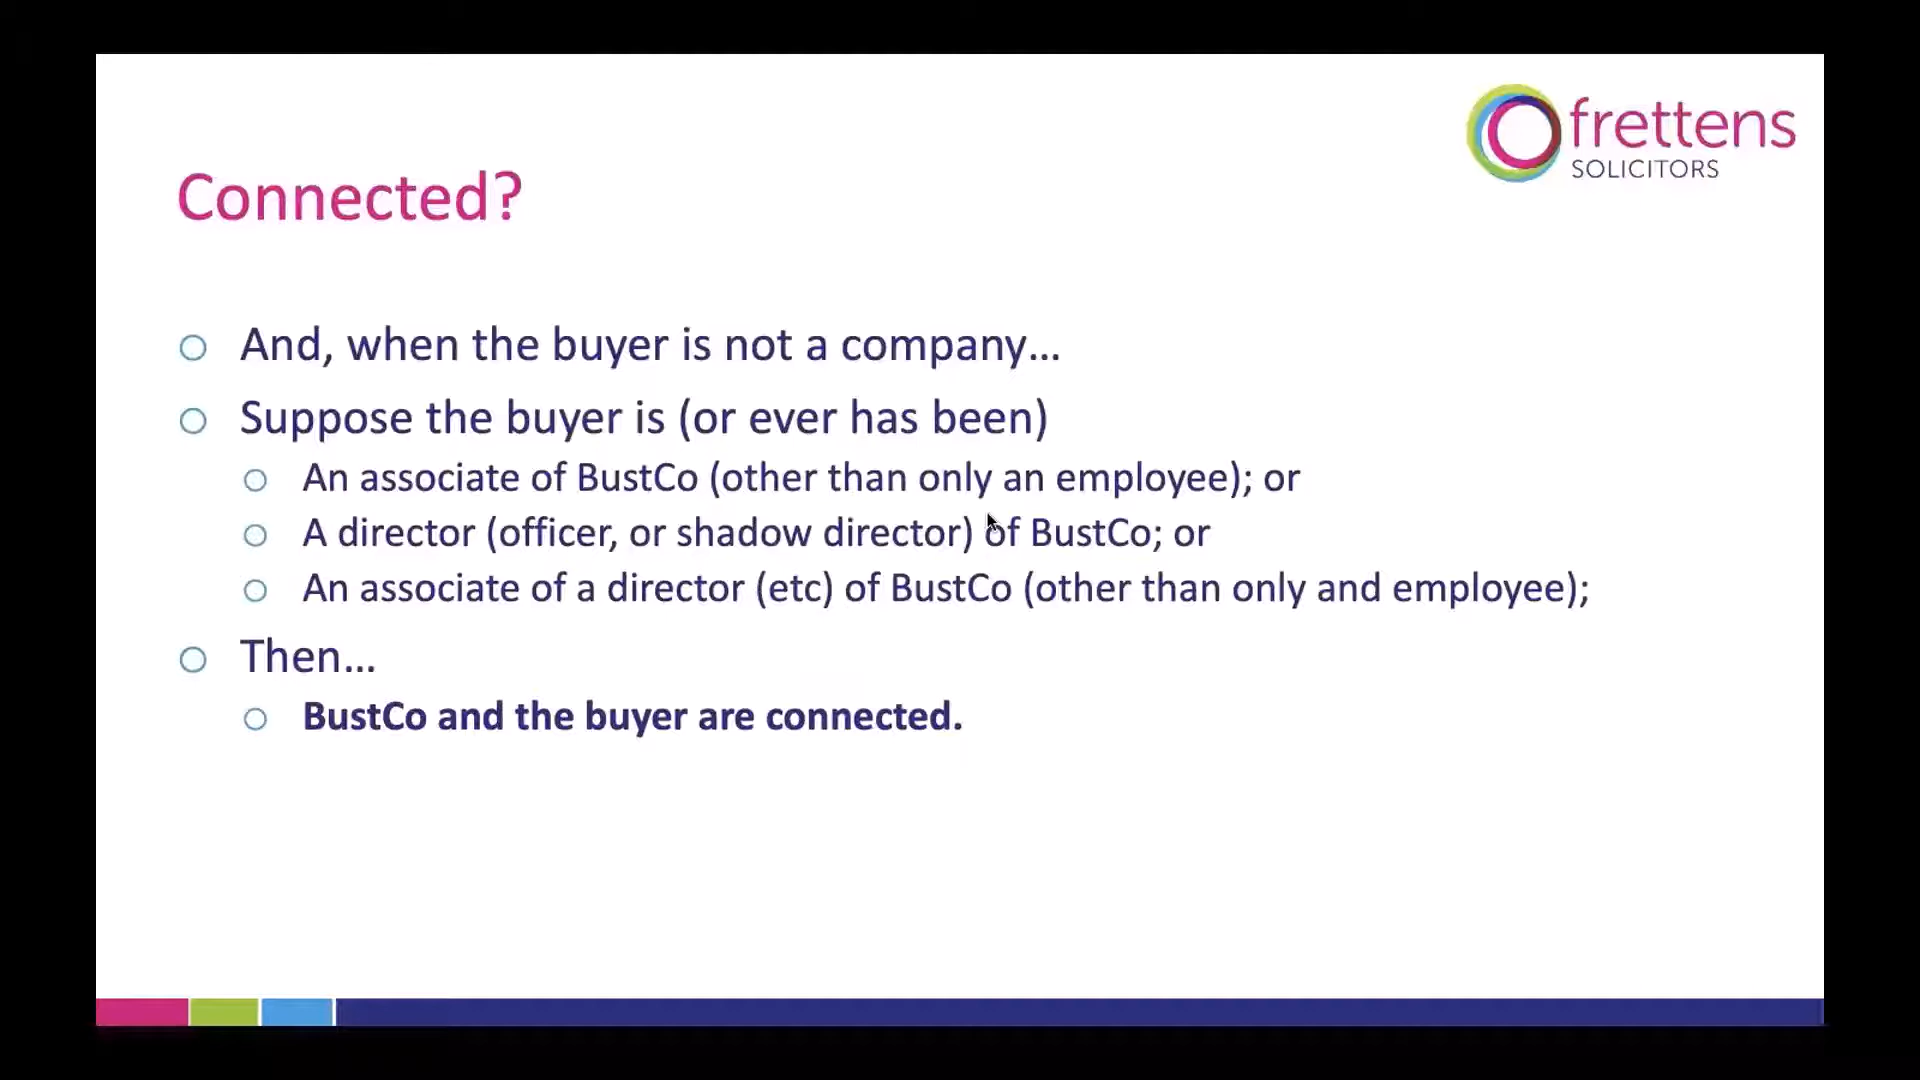 frettens
SOLICITORS
Connected?
And, when the buyer is not a company...
Suppose the buyer is (or ever has been)
An associate of BustCo (other than only an employee); or
A director (officer, or shadow director) of BustCo; or
An associate of a director (etc) of BustCo (other than only and employee);
Then...
BustCo and the buyer are connected.